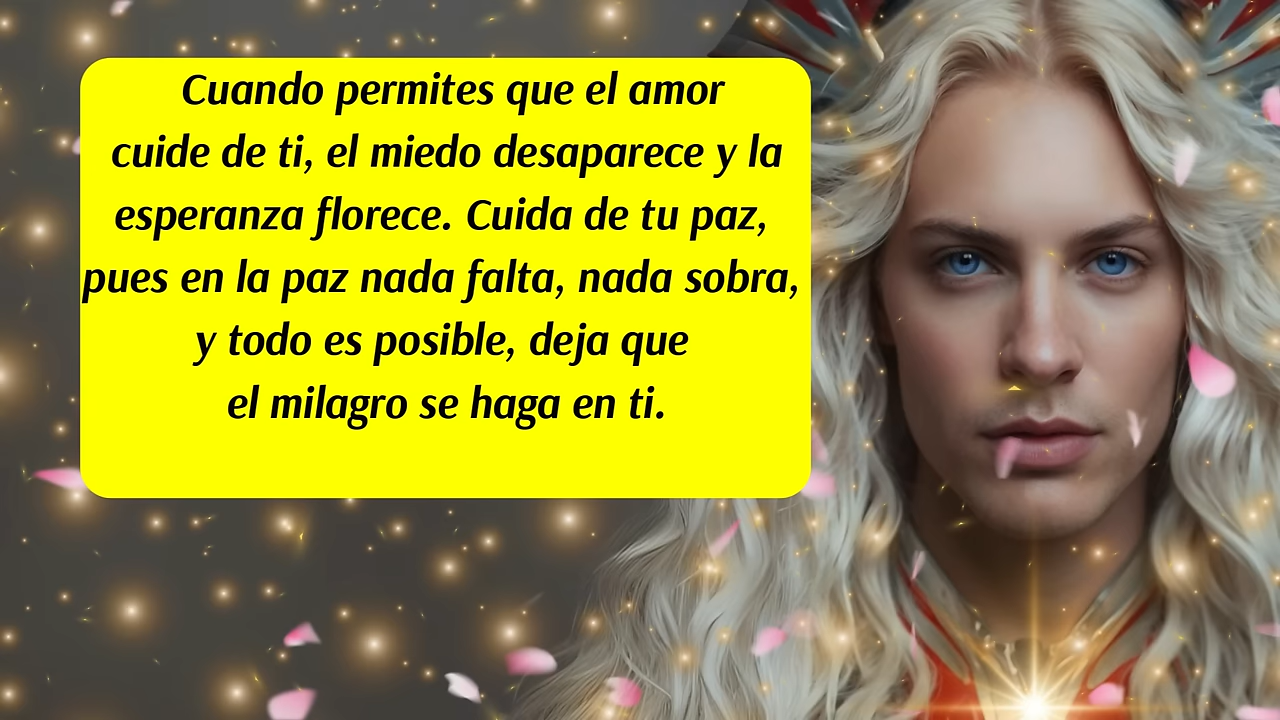 Cuando permites que el amor
cuide de ti, el miedo desaparece y la
esperanza florece. Cuida de tu paz,
pues en la paz nada falta, nada sobra,
y todo es posible, deja que
el milagro se haga en ti.